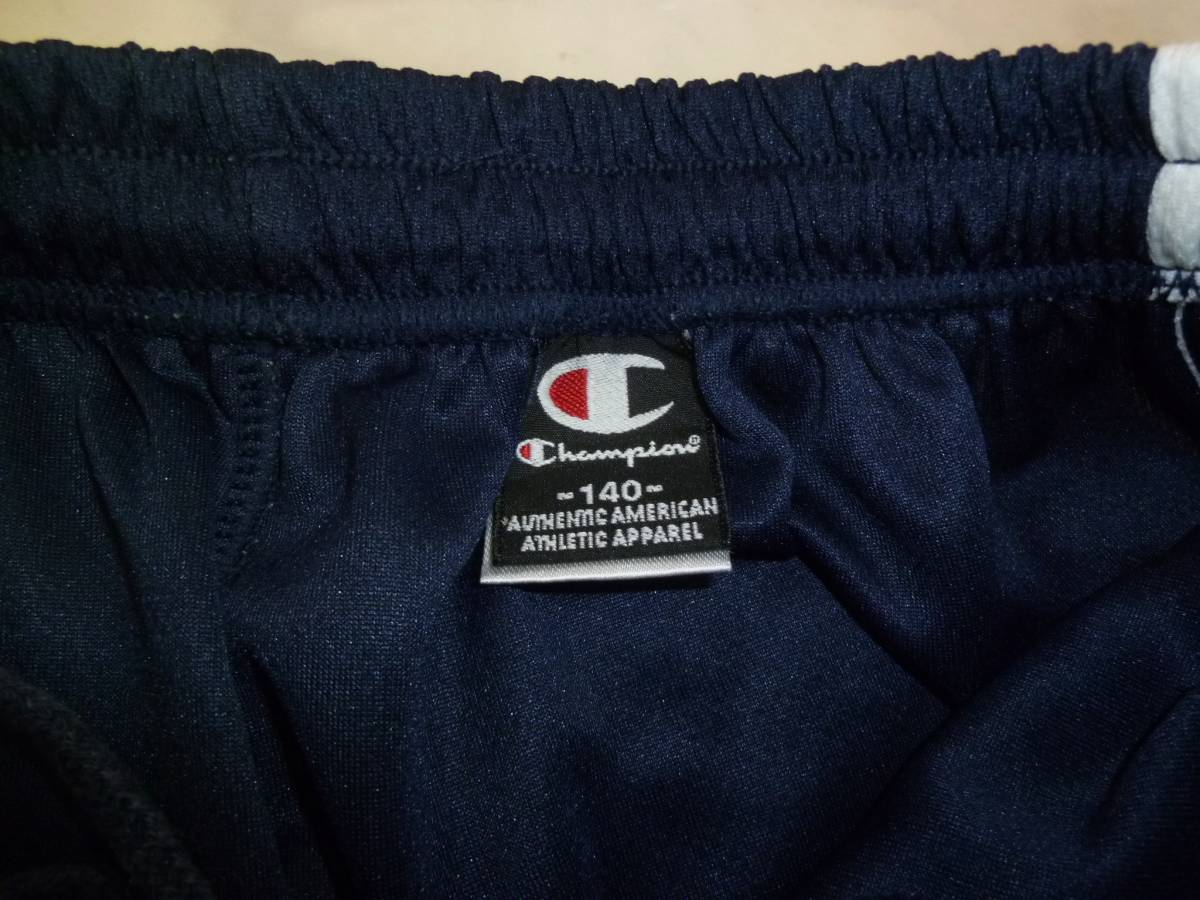 Champion
-140-
*AUTHENTIC AMERICAN
ATHLETIC APPAREL